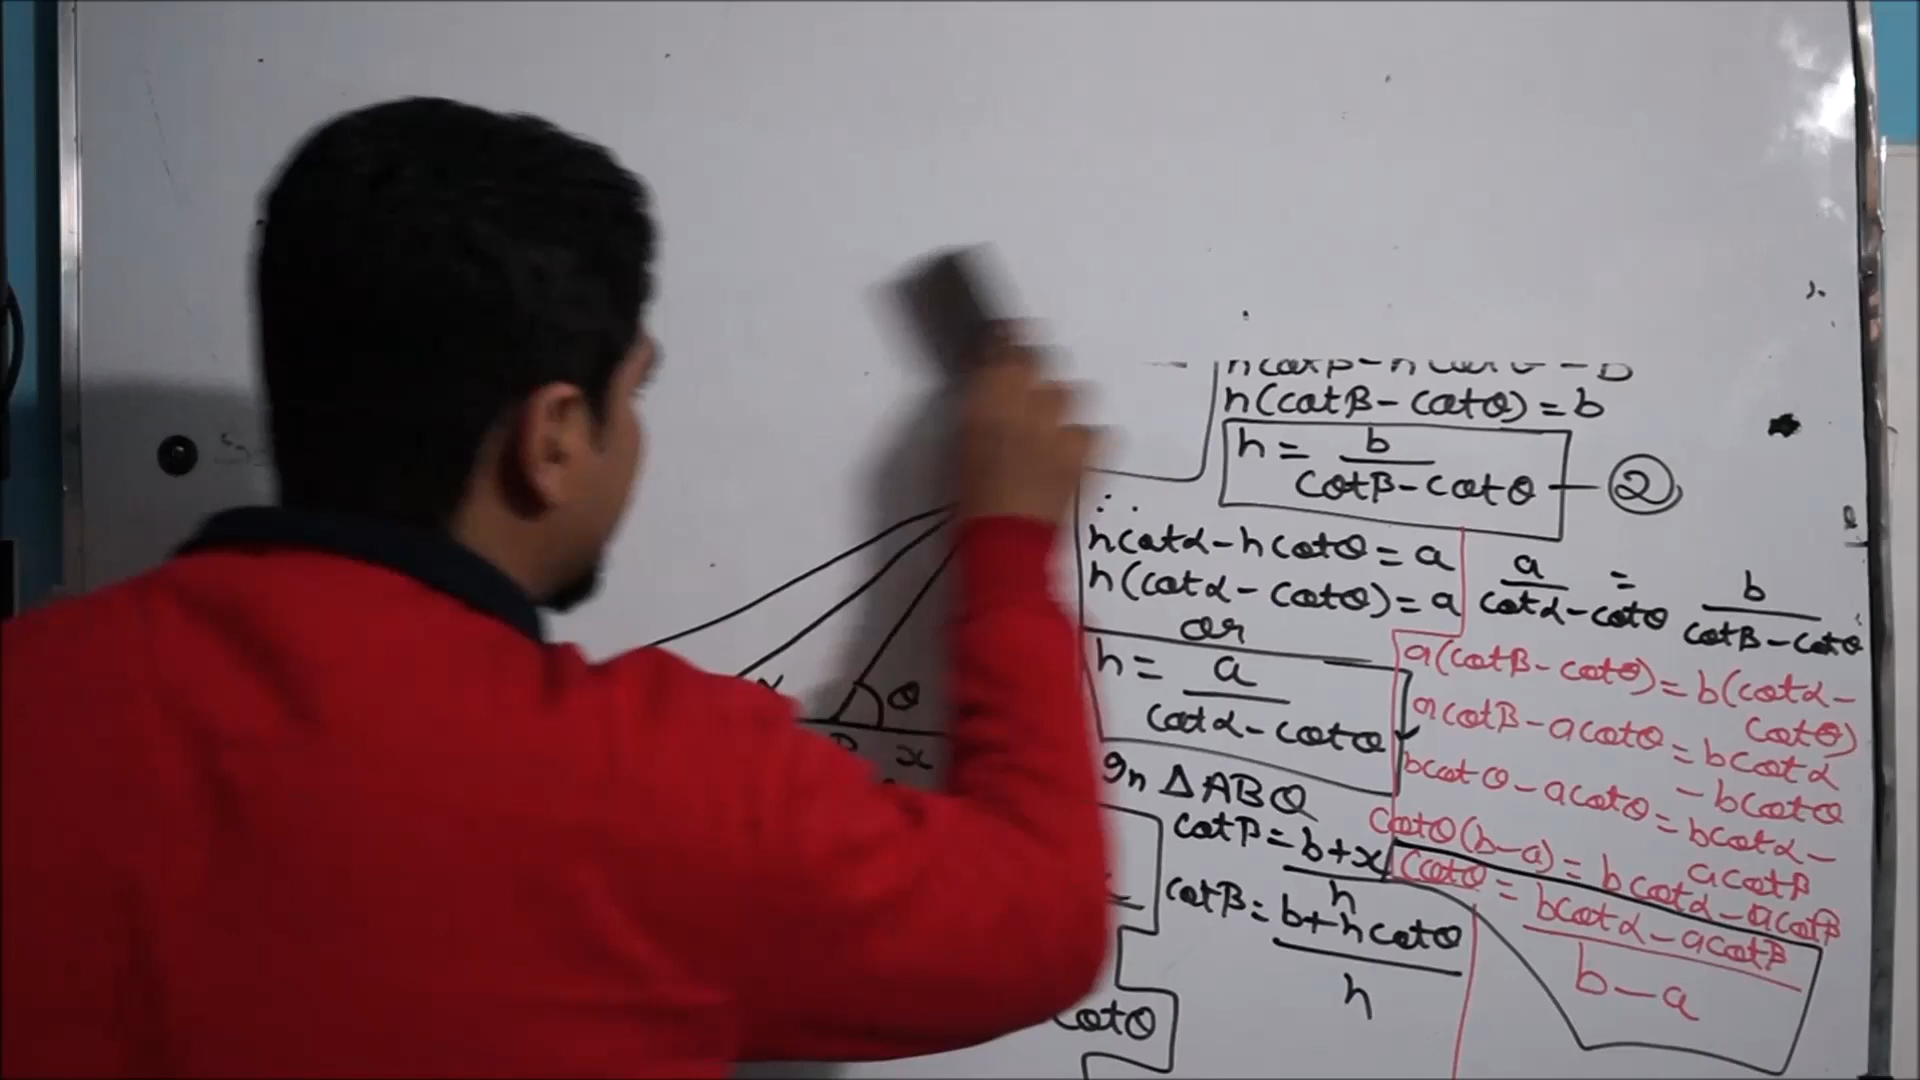 h(cotβ - cotθ) = b
h = b / cotβ - cotθ — 2
∴
hcotα - hcotθ = a
h(cotα - cotθ) = a
or
h = a / cotα - cotθ
In △ABQ
cotβ = b+x / h
cotβ = b+hcotθ / h
a / cotα - cotθ = b / cotβ - cotθ
a(cotβ - cotθ) = b(cotα -
cotθ)
acotβ - acotθ = bcotα
- bcotθ
bcotθ - acotθ = bcotα -
acotβ
cotθ(b-a) = bcotα - acotβ
cotθ = bcotα - acotβ / b-a
θ
x
cotθ